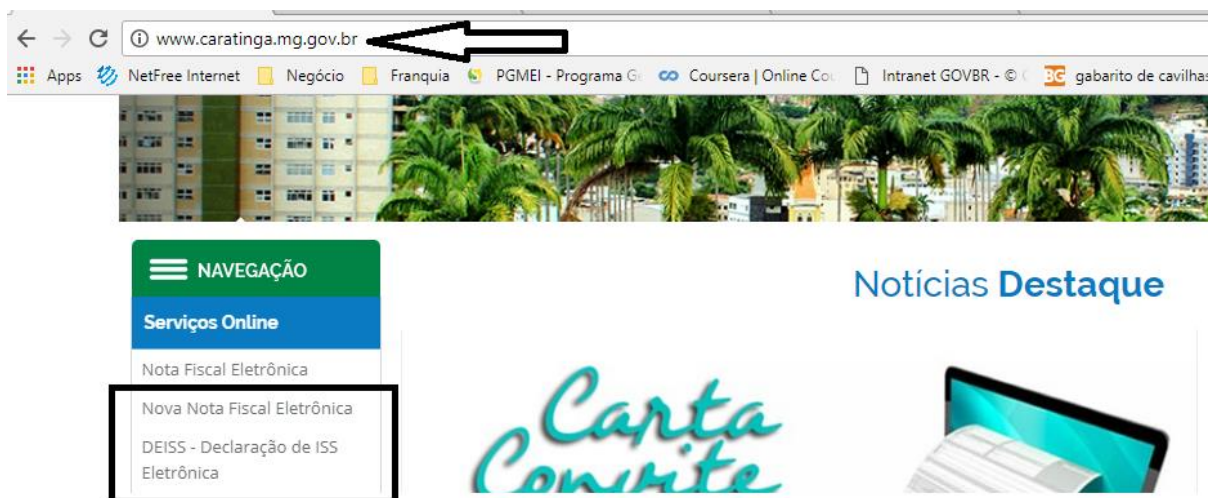 www.caratinga.mg.gov.br
Apps NetFree Internet Negócio Franquia PGMEI - Programa Coursera | Online Intranet GOVBR - © BG gabarito de cavilhas
NAVEGAÇÃO
Notícias Destaque
Serviços Online
Nota Fiscal Eletrônica
Nova Nota Fiscal Eletrônica
DEISS - Declaração de ISS
Eletrônica
Carta
Convite